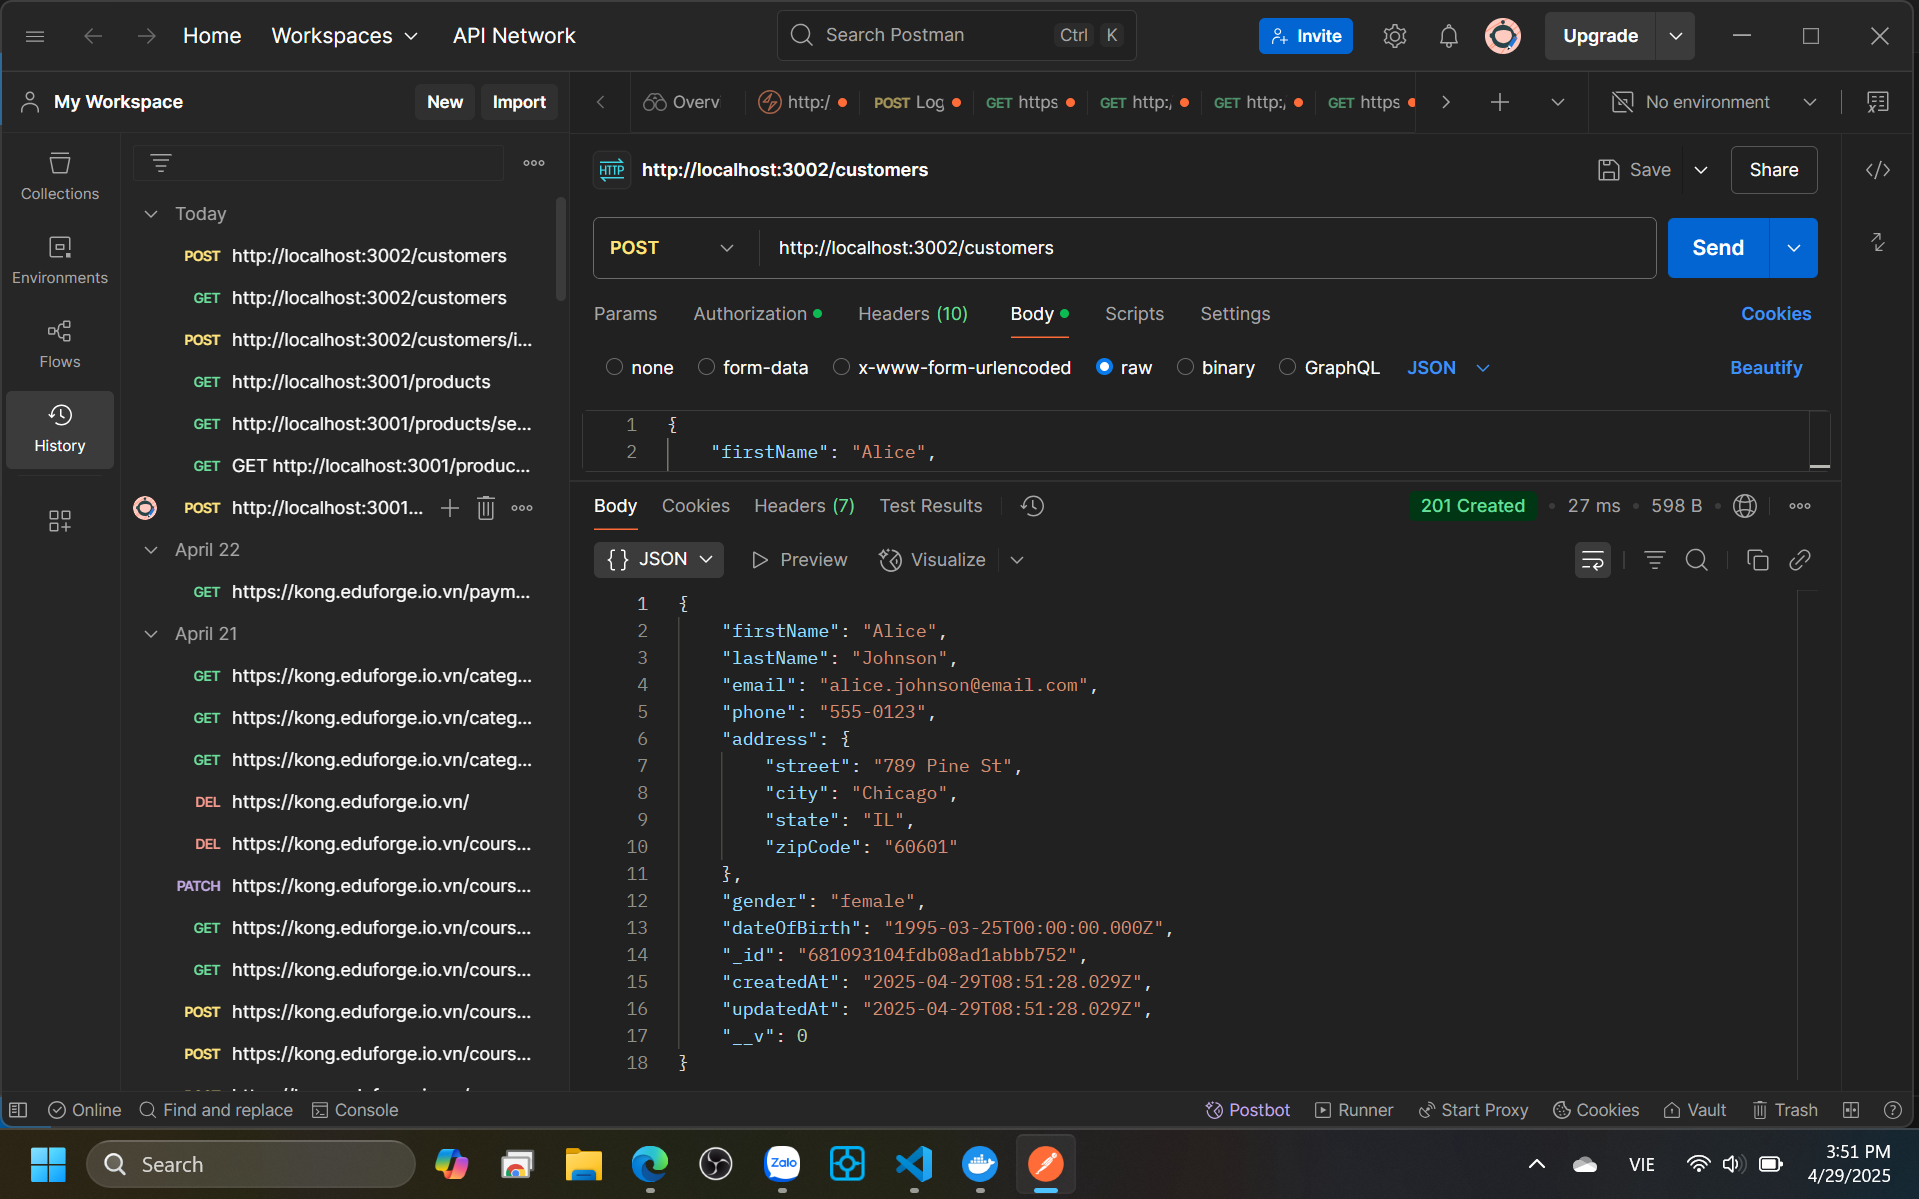 Home
Workspaces
API Network
Search Postman
Ctrl K
Invite
Upgrade
My Workspace
New
Import
Overv
http:/
POST Log
GET https
GET http:/
GET http:/
GET https
No environment
Collections
Environments
Flows
History
Today
POST http://localhost:3002/customers
GET http://localhost:3002/customers
POST http://localhost:3002/customers/i...
GET http://localhost:3001/products
GET http://localhost:3001/products/se...
GET GET http://localhost:3001/produc...
POST http://localhost:3001...
April 22
GET https://kong.eduforge.io.vn/paym...
April 21
GET https://kong.eduforge.io.vn/categ...
GET https://kong.eduforge.io.vn/categ...
GET https://kong.eduforge.io.vn/categ...
DEL https://kong.eduforge.io.vn/
DEL https://kong.eduforge.io.vn/cours...
PATCH https://kong.eduforge.io.vn/cours...
GET https://kong.eduforge.io.vn/cours...
GET https://kong.eduforge.io.vn/cours...
POST https://kong.eduforge.io.vn/cours...
POST https://kong.eduforge.io.vn/cours...
HTTP http://localhost:3002/customers
Save
Share
POST http://localhost:3002/customers
Send
Params Authorization Headers (10) Body Scripts Settings
Cookies
none form-data x-www-form-urlencoded raw binary GraphQL JSON
Beautify
1 {
2 "firstName": "Alice",
Body Cookies Headers (7) Test Results
201 Created • 27 ms • 598 B
{} JSON Preview Visualize
1 {
2 "firstName": "Alice",
3 "lastName": "Johnson",
4 "email": "alice.johnson@email.com",
5 "phone": "555-0123",
6 "address": {
7 "street": "789 Pine St",
8 "city": "Chicago",
9 "state": "IL",
10 "zipCode": "60601"
11 },
12 "gender": "female",
13 "dateOfBirth": "1995-03-25T00:00:00.000Z",
14 "_id": "681093104fdb08ad1abbb752",
15 "createdAt": "2025-04-29T08:51:28.029Z",
16 "updatedAt": "2025-04-29T08:51:28.029Z",
17 "__v": 0
18 }
Online
Find and replace
Console
Postbot
Runner
Start Proxy
Cookies
Vault
Trash
Search
Zalo
VIE
3:51 PM
4/29/2025